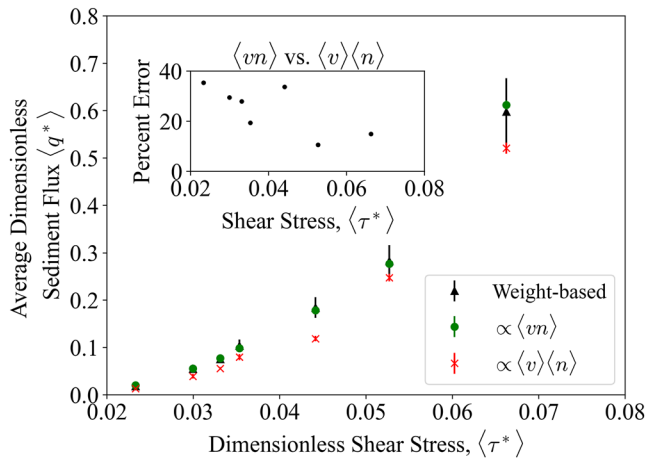 0.8
0.7
0.6
0.5
0.4
0.3
0.2
0.1
0.0
Average Dimensionless
Sediment Flux ⟨q*⟩
⟨vn⟩ vs. ⟨v⟩⟨n⟩
40
20
0
Percent Error
0.02 0.04 0.06 0.08
Shear Stress, ⟨τ*⟩
Weight-based
∝⟨vn⟩
∝⟨v⟩⟨n⟩
0.02 0.03 0.04 0.05 0.06 0.07 0.08
Dimensionless Shear Stress, ⟨τ*⟩